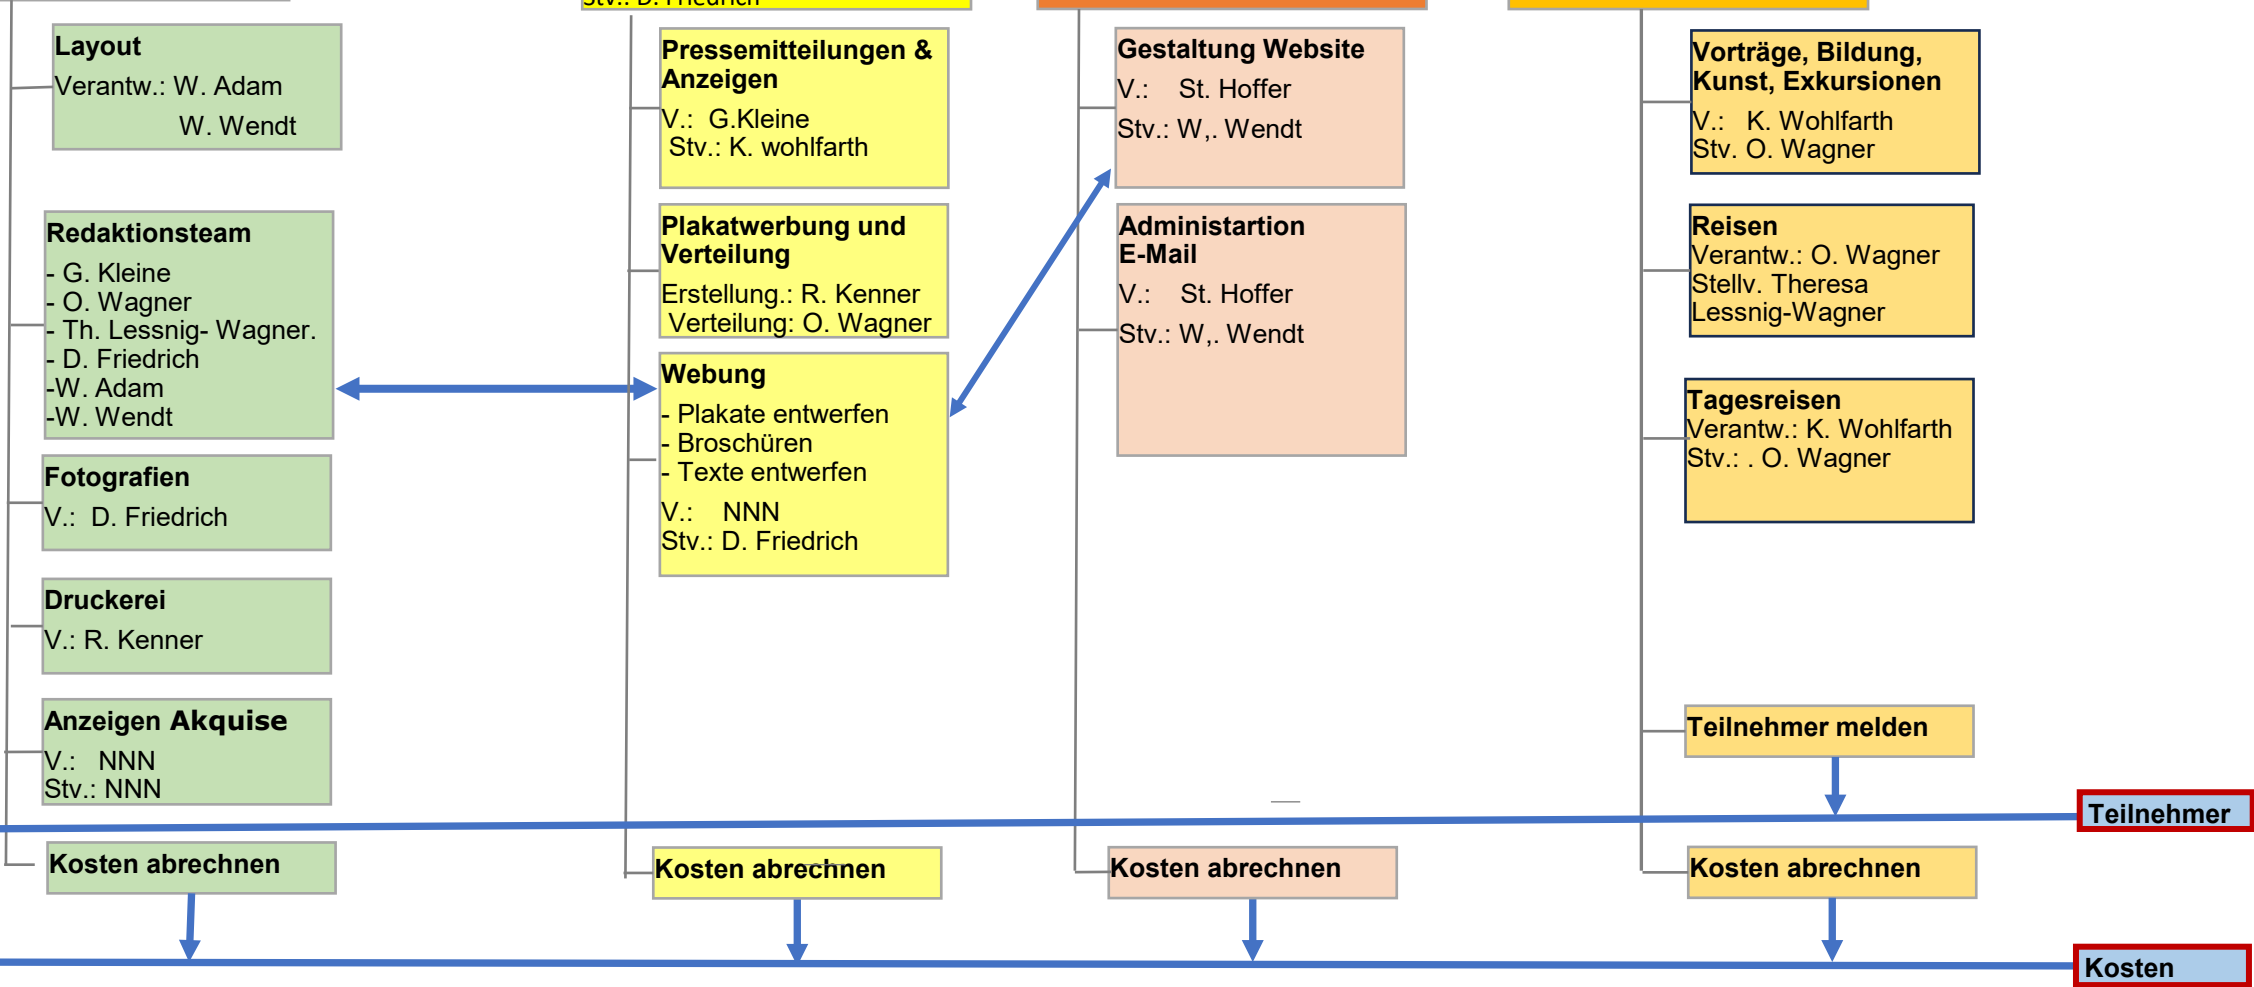 Stv.: D. Friedrich
Layout
Verantw.: W. Adam
W. Wendt
Redaktionsteam
- G. Kleine
- O. Wagner
- Th. Lessnig- Wagner.
- D. Friedrich
-W. Adam
-W. Wendt
Fotografien
V.: D. Friedrich
Druckerei
V.: R. Kenner
Anzeigen Akquise
V.: NNN
Stv.: NNN
Kosten abrechnen
Pressemitteilungen &
Anzeigen
V.: G.Kleine
Stv.: K. wohlfarth
Plakatwerbung und
Verteilung
Erstellung.: R. Kenner
Verteilung: O. Wagner
Webung
- Plakate entwerfen
- Broschüren
- Texte entwerfen
V.: NNN
Stv.: D. Friedrich
Kosten abrechnen
Gestaltung Website
V.: St. Hoffer
Stv.: W,. Wendt
Administartion
E-Mail
V.: St. Hoffer
Stv.: W,. Wendt
Kosten abrechnen
Vorträge, Bildung,
Kunst, Exkursionen
V.: K. Wohlfarth
Stv. O. Wagner
Reisen
Verantw.: O. Wagner
Stellv. Theresa
Lessnig-Wagner
Tagesreisen
Verantw.: K. Wohlfarth
Stv.: . O. Wagner
Teilnehmer melden
Kosten abrechnen
Teilnehmer
Kosten